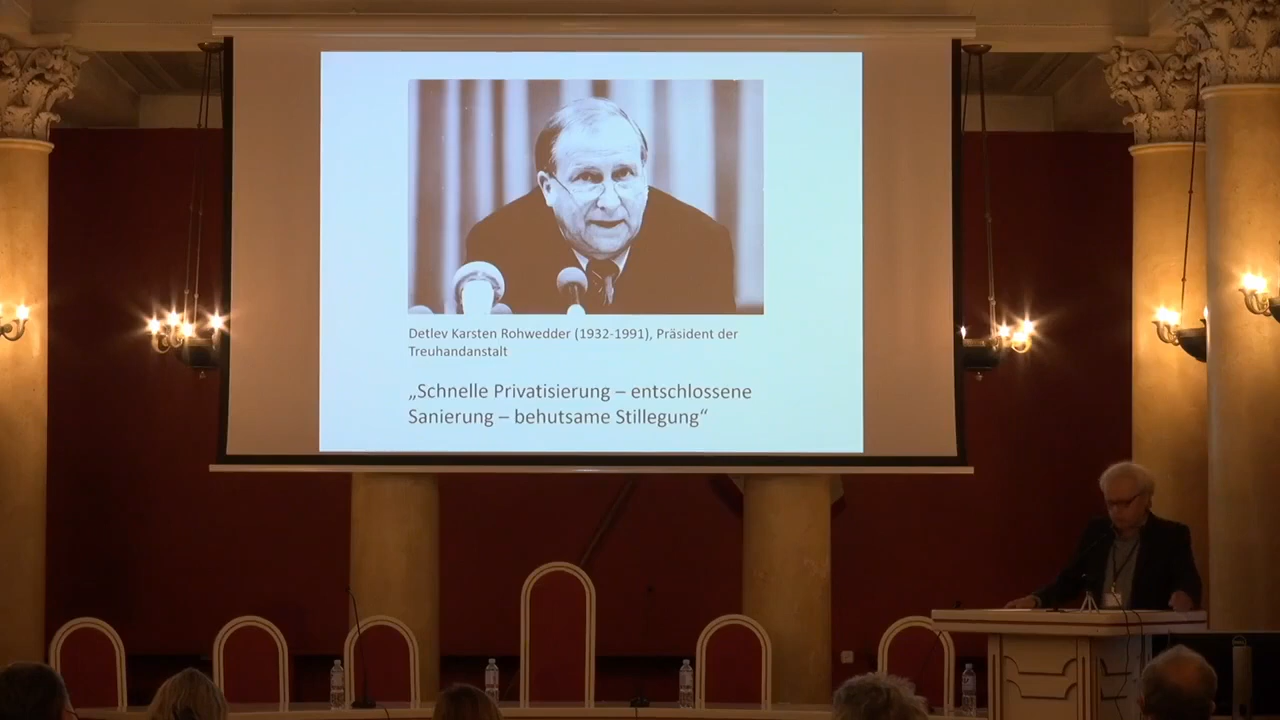 Detlev Karsten Rohwedder (1932-1991), Präsident der
Treuhandanstalt
„Schnelle Privatisierung – entschlossene
Sanierung – behutsame Stillegung“